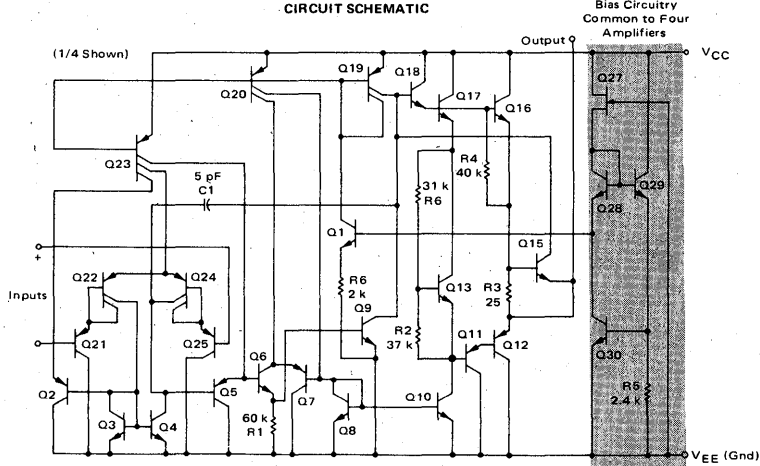 CIRCUIT SCHEMATIC
Bias Circuitry
Common to Four
Amplifiers
Output
(1/4 Shown)
VCC
Q19
Q18
Q17
Q27
Q20
Q16
Q23
R4
40 k
5 pF
C1
31 k
R6
Q28
Q29
Q1
Q15
+
Q22
Q24
R6
2 k
Q13
R3
25
Inputs
Q9
R2
37 k
Q21
Q25
Q11
Q12
Q30
Q2
Q6
Q5
Q7
Q10
R5
2.4 k
Q3
Q4
60 k
R1
Q8
VEE (Gnd)